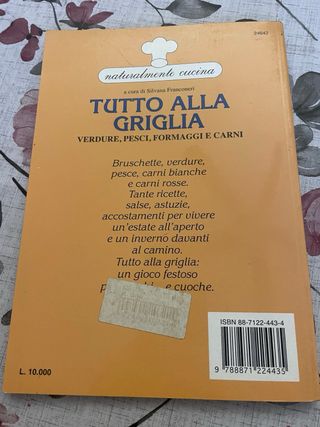 24642
naturalmente cucina
a cura di Silvana Franconeri
TUTTO ALLA
GRIGLIA
VERDURE, PESCI, FORMAGGI E CARNI
Bruschette, verdure,
pesce, carni bianche
e carni rosse.
Tante ricette,
salse, astuzie,
accostamenti per vivere
un'estate all'aperto
e un inverno davanti
al camino.
Tutto alla griglia:
un gioco festoso
e cuoche.
ISBN 88-7122-443-4
9 788871 224435
L. 10.000